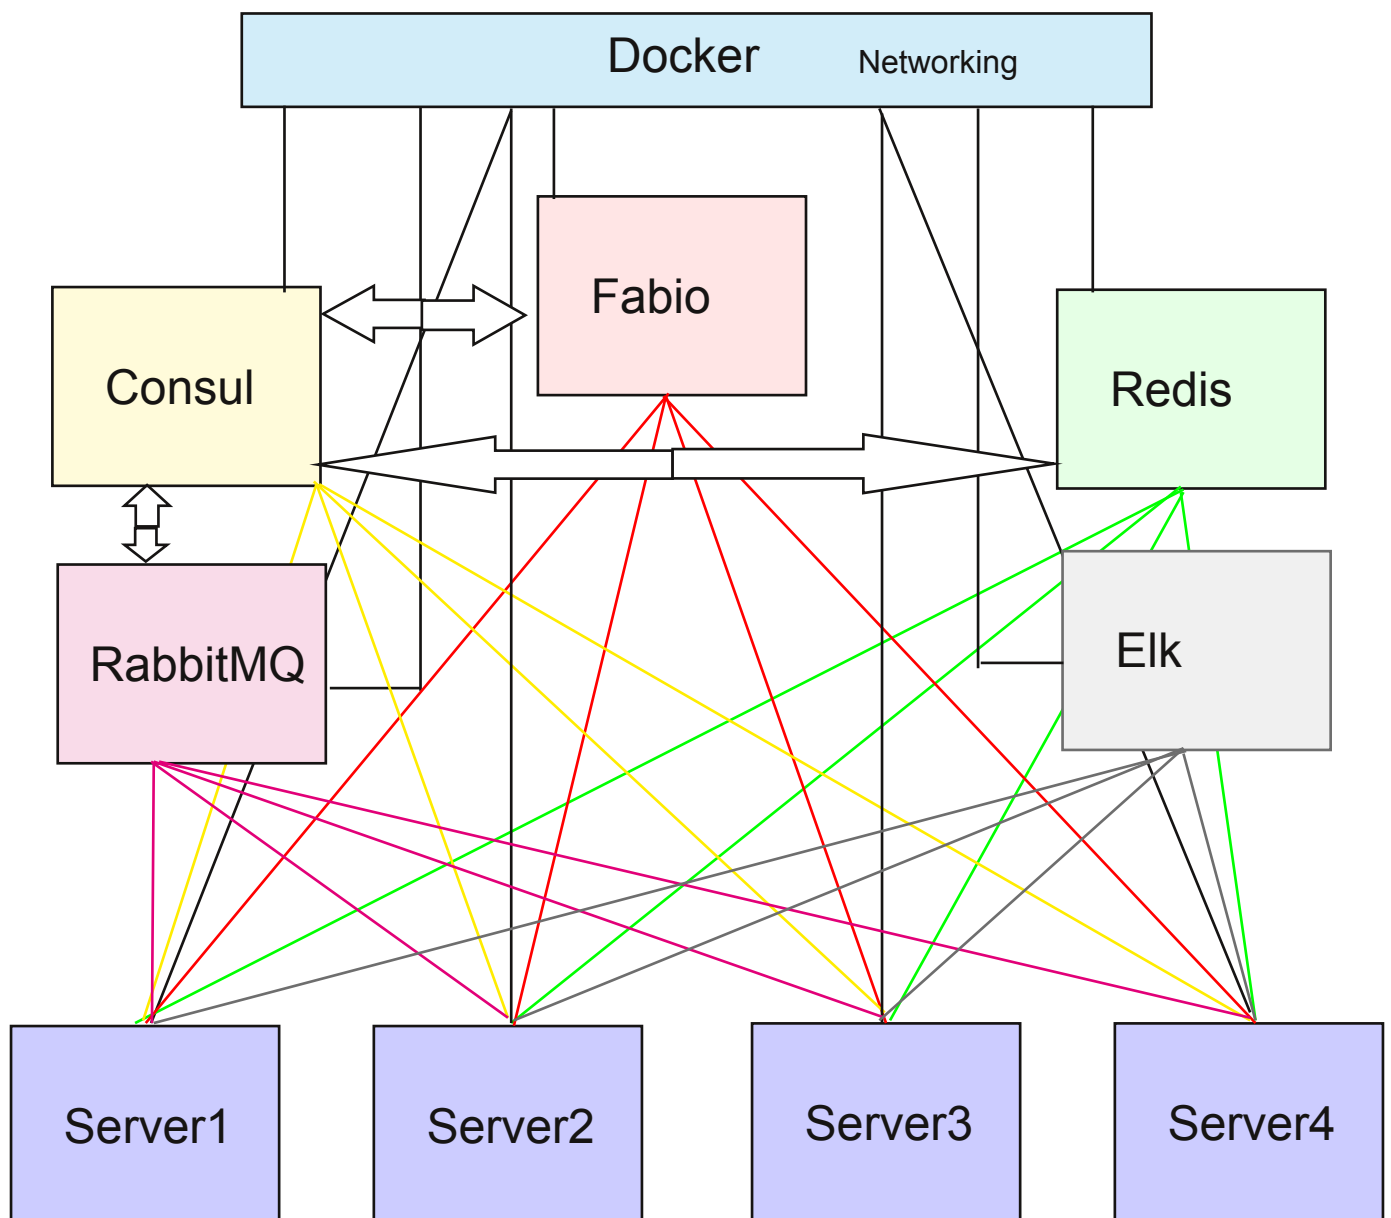 Docker Networking
Fabio
Consul
Redis
RabbitMQ
Elk
Server1
Server2
Server3
Server4